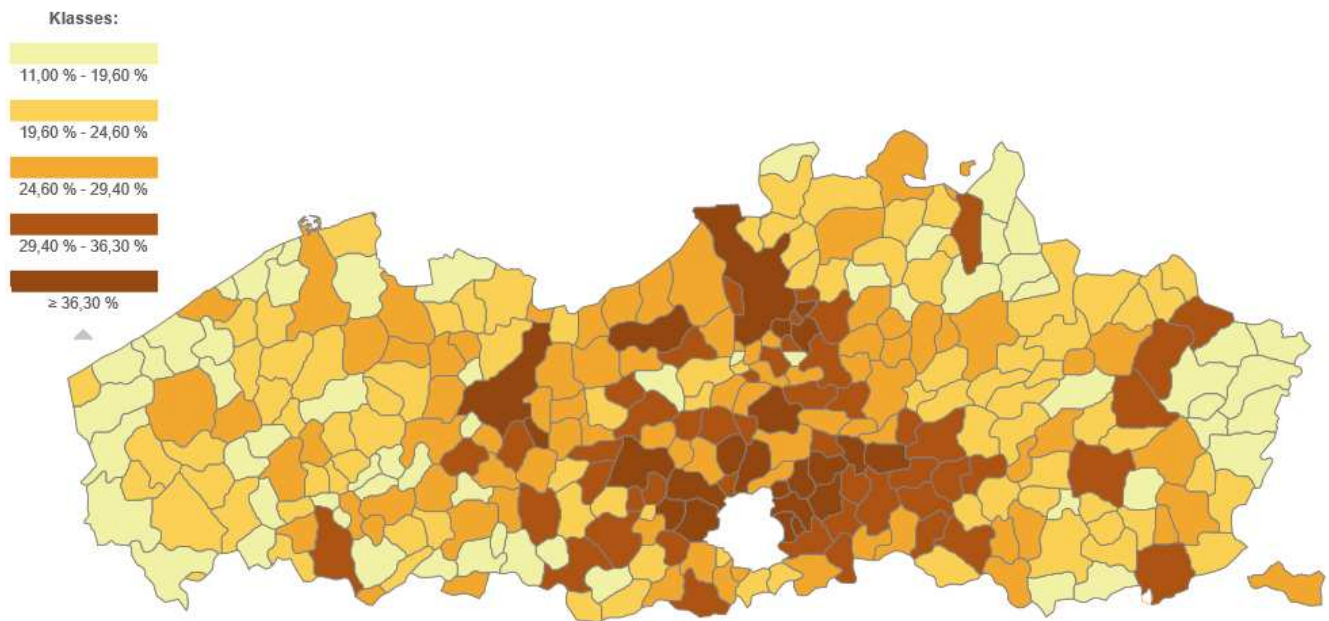 Klasses:
11,00 % - 19,60 %
19,60 % - 24,60 %
24,60 % - 29,40 %
29,40 % - 36,30 %
≥ 36,30 %